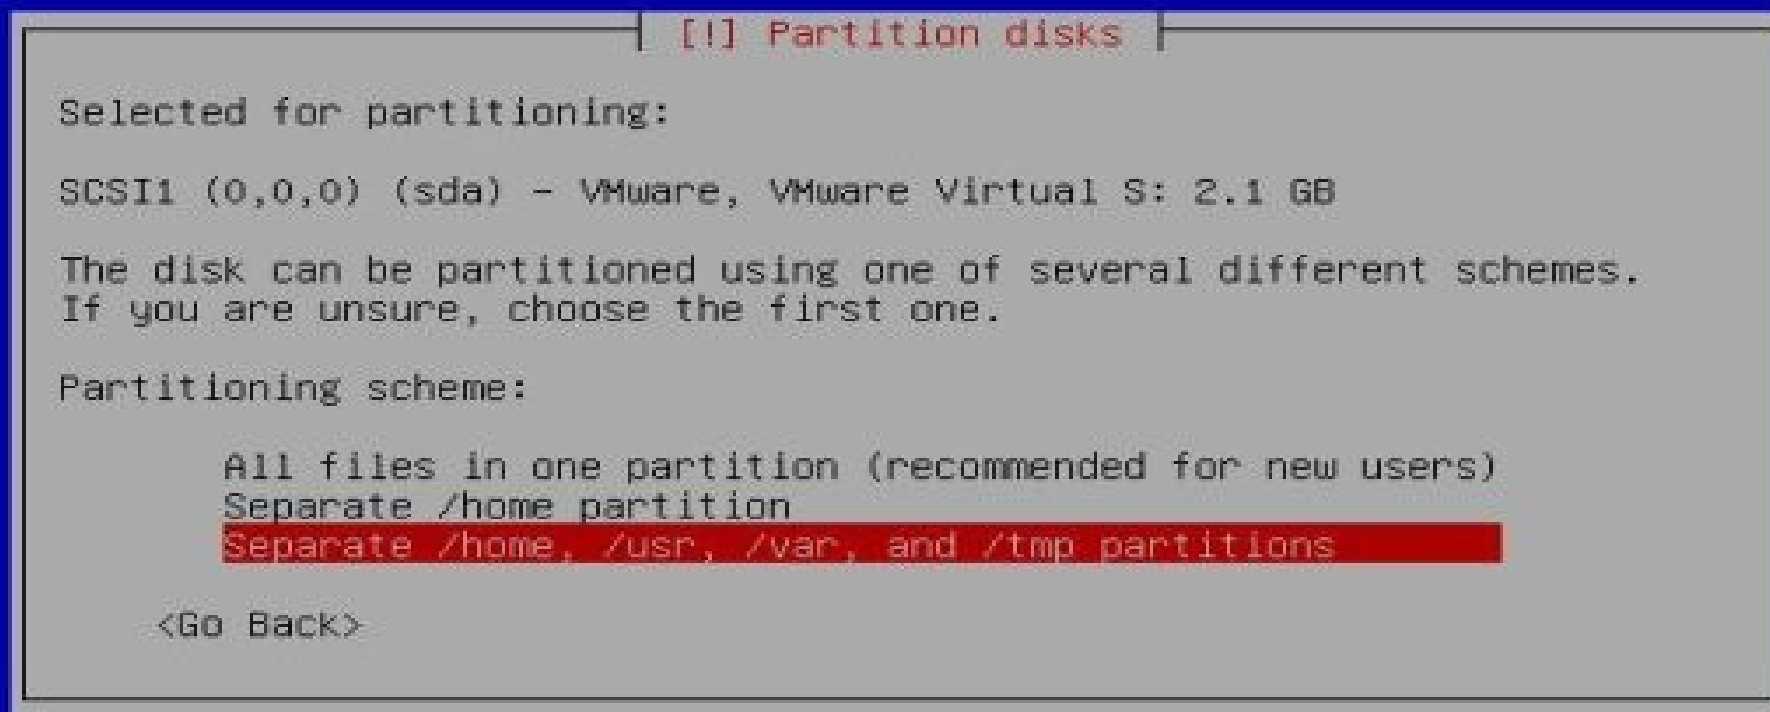 [!] Partition disks
Selected for partitioning:
SCSI1 (0,0,0) (sda) - VMware, VMware Virtual S: 2.1 GB
The disk can be partitioned using one of several different schemes.
If you are unsure, choose the first one.
Partitioning scheme:
All files in one partition (recommended for new users)
Separate /home partition
Separate /home, /usr, /var, and /tmp partitions
<Go Back>